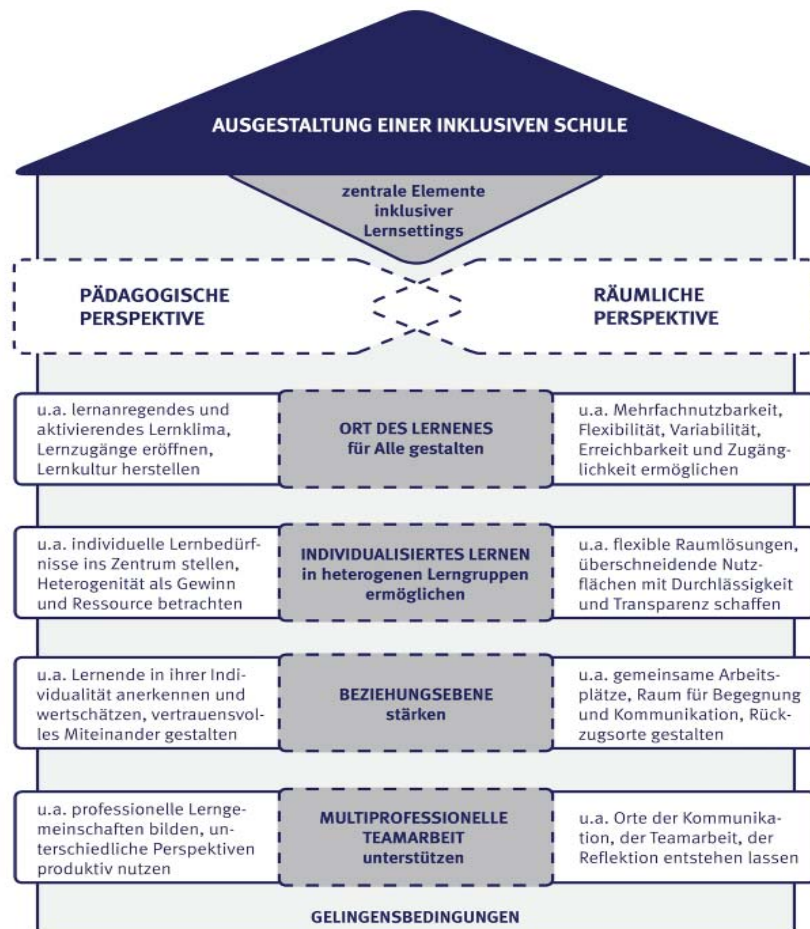 AUSGESTALTUNG EINER INKLUSIVEN SCHULE
zentrale Elemente
inklusiver
Lernsettings
PÄDAGOGISCHE
PERSPEKTIVE
RÄUMLICHE
PERSPEKTIVE
u.a. lernanregendes und
aktivierendes Lernklima,
Lernzugänge eröffnen,
Lernkultur herstellen
ORT DES LERNENES
für Alle gestalten
u.a. Mehrfachnutzbarkeit,
Flexibilität, Variabilität,
Erreichbarkeit und Zugäng-
lichkeit ermöglichen
u.a. individuelle Lernbedürf-
nisse ins Zentrum stellen,
Heterogenität als Gewinn
und Ressource betrachten
INDIVIDUALISIERTES LERNEN
in heterogenen Lerngruppen
ermöglichen
u.a. flexible Raumlösungen,
überschneidende Nutz-
flächen mit Durchlässigkeit
und Transparenz schaffen
u.a. Lernende in ihrer Indi-
vidualität anerkennen und
wertschätzen, vertrauensvol-
les Miteinander gestalten
BEZIEHUNGSEBENE
stärken
u.a. gemeinsame Arbeits-
plätze, Raum für Begegnung
und Kommunikation, Rück-
zugsorte gestalten
u.a. professionelle Lernge-
meinschaften bilden, un-
terschiedliche Perspektiven
produktiv nutzen
MULTIPROFESSIONELLE
TEAMARBEIT
unterstützen
u.a. Orte der Kommunika-
tion, der Teamarbeit, der
Reflektion entstehen lassen
GELINGENSBEDINGUNGEN